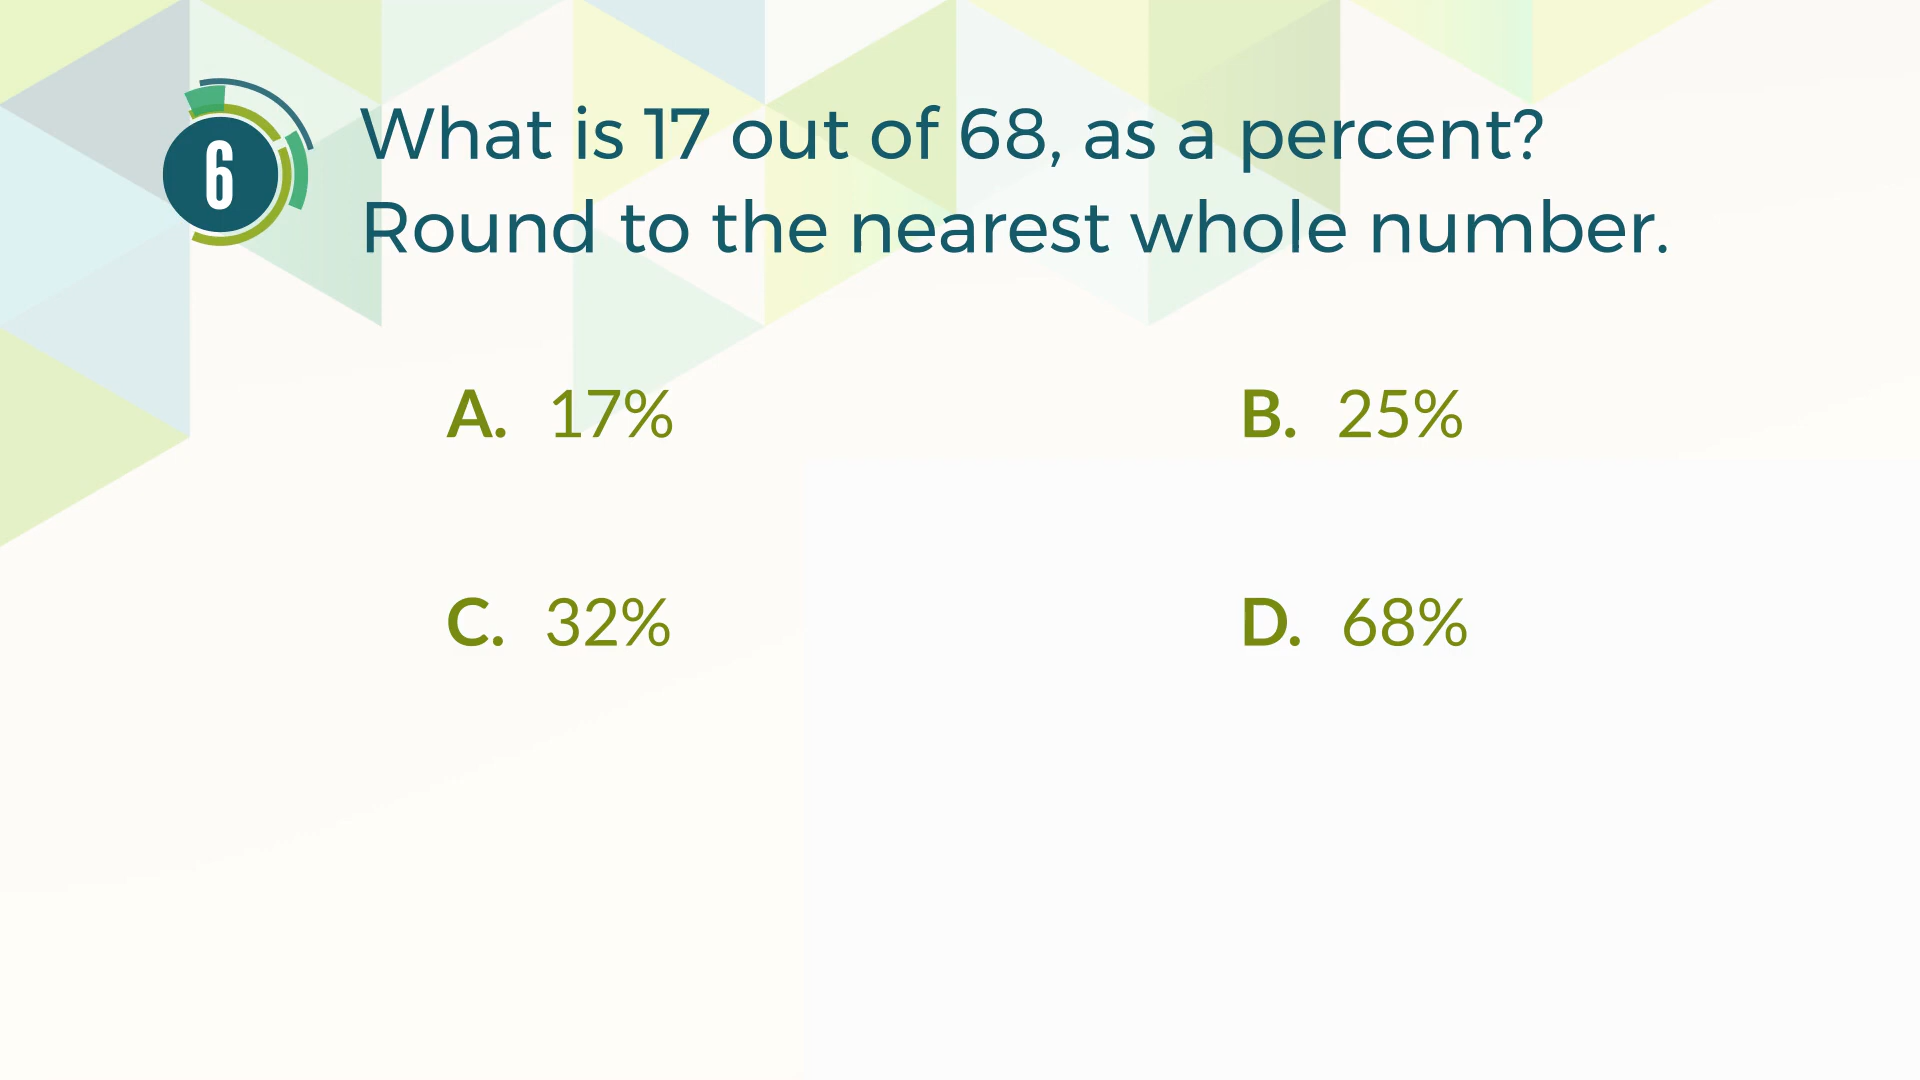 6
What is 17 out of 68, as a percent?
Round to the nearest whole number.
A. 17%
B. 25%
C. 32%
D. 68%